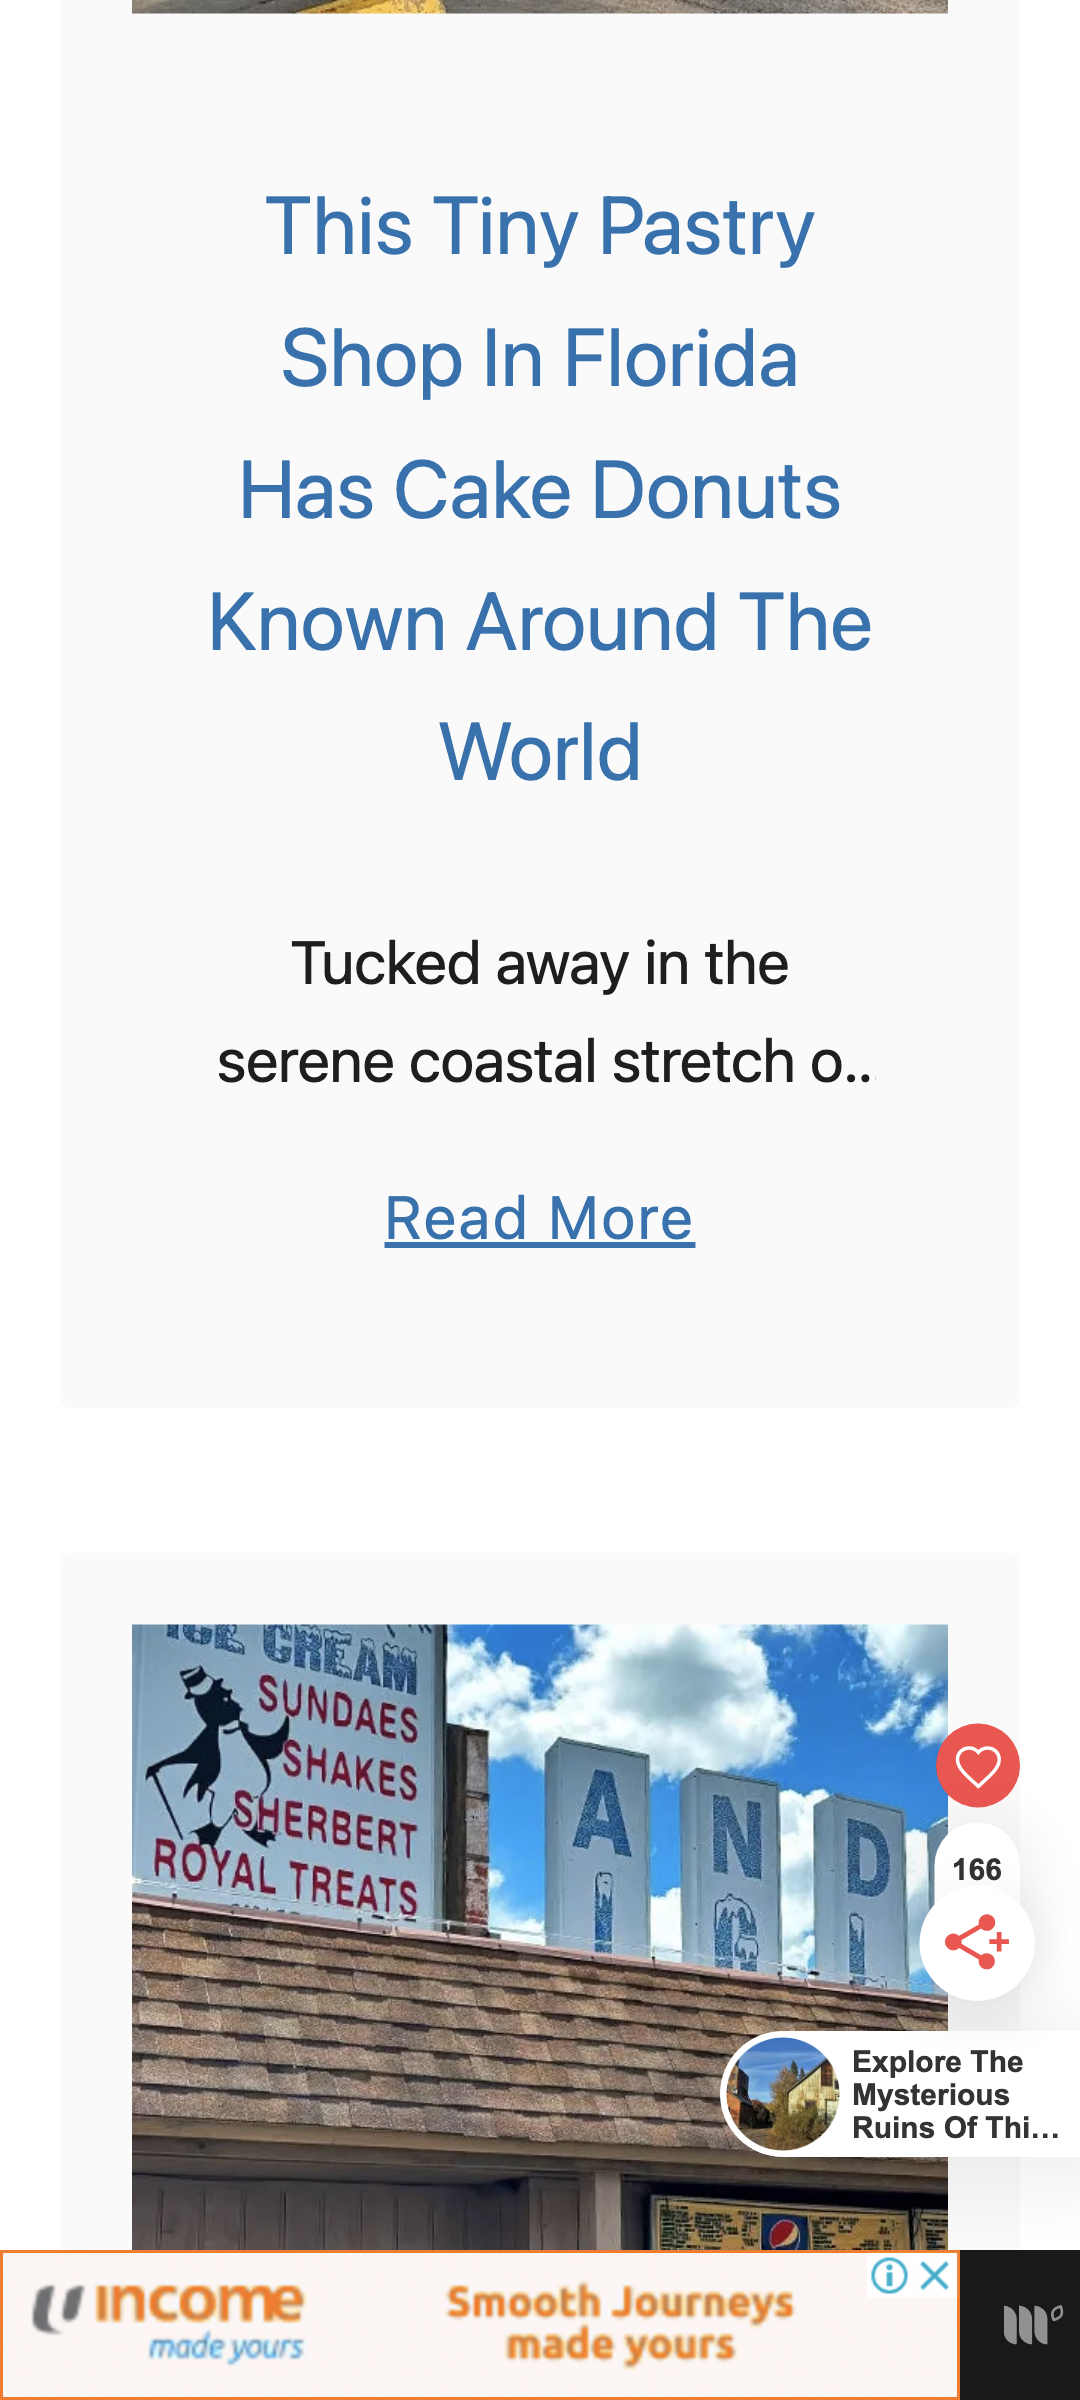 This Tiny Pastry
Shop In Florida
Has Cake Donuts
Known Around The
World
Tucked away in the
serene coastal stretch o..
Read More
ICE CREAM
SUNDAES
SHAKES
SHERBERT
ROYAL TREATS
A N D
166
Explore The
Mysterious
Ruins Of Thi...
income
made yours
Smooth Journeys
made yours